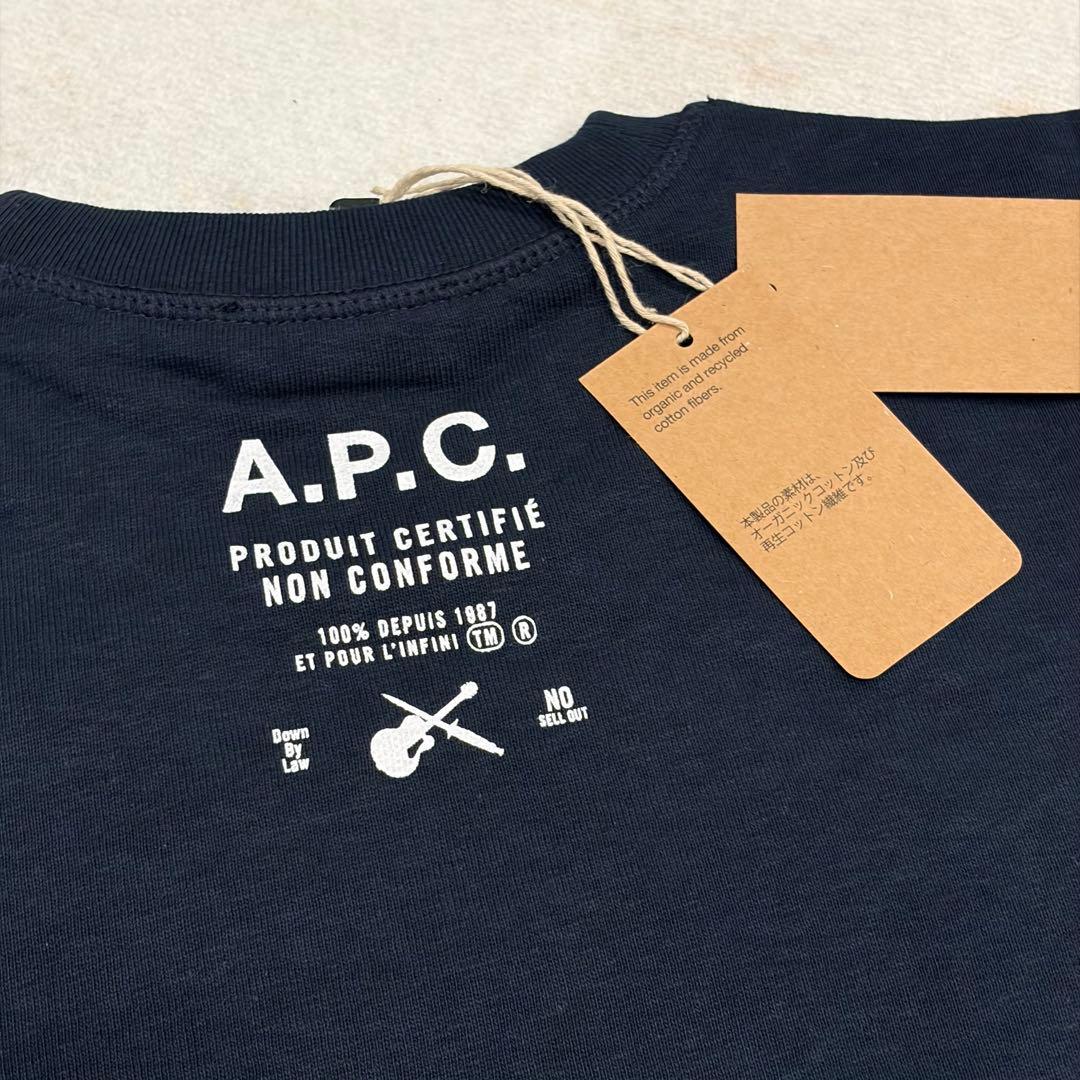 A.P.C.
PRODUIT CERTIFIÉ
NON CONFORME
100% DEPUIS 1987
ET POUR L'INFINI TM R
Down
By
Law
NO
SELL OUT
This item is made from
organic and recycled
cotton fibers.
本製品の素材は、
オーガニックコットン及び
再生コットン繊維です。